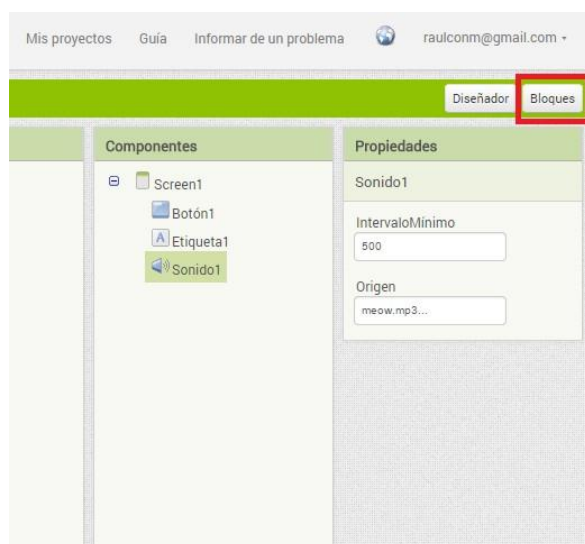 Mis proyectos Guía Informar de un problema raulconm@gmail.com
Diseñador Bloques
Componentes
Propiedades
Screen1
Botón1
Etiqueta1
Sonido1
Sonido1
IntervaloMínimo
500
Origen
meow.mp3...